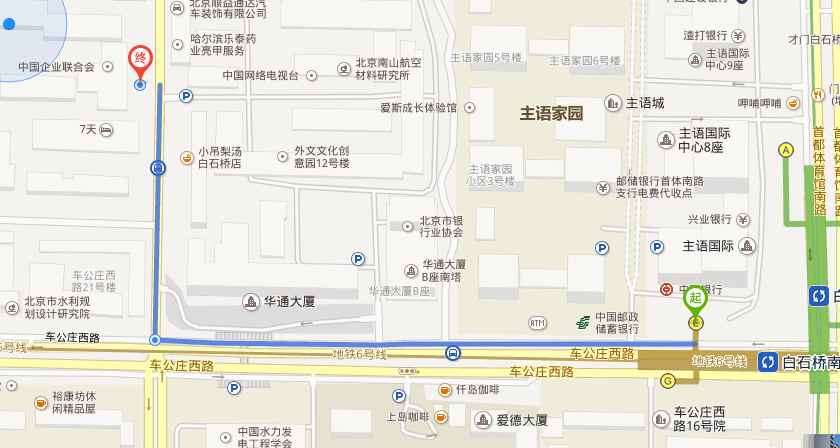 北京顺益通达汽
车装饰有限公司
哈尔滨乐泰药
业亮甲服务
中国企业联合会
终
中国网络电视台
北京南山航空
材料研究所
主语家园5号楼
主语家园6号楼
渣打银行
主语国际
中心9座
才门白石桥
爱斯成长体验馆
主语家园
主语城
呷哺呷哺
P
7天
小吊梨汤
白石桥店
外文文化创
意园12号楼
主语家园
小区3号楼
主语国际
中心8座
A
首都体育馆南路
邮储银行首体南路
支行电费代收点
兴业银行
北京市银
行业协会
P
P
主语国际
P
华通大厦
B座南塔
华通大厦B座
车公庄西
路21号楼
北京市水利规
划设计研究院
华通大厦
起
E
ATM
中国邮政
储蓄银行
车公庄西路
6号线
地铁6号线
车公庄西路
地铁6号线
白石桥南
车公庄西路
车公庄西路
G
P
P
裕康坊休
闲精品屋
仟岛咖啡
上岛咖啡
爱德大厦
车公庄西
路16号院
中国水力发
电工程学会